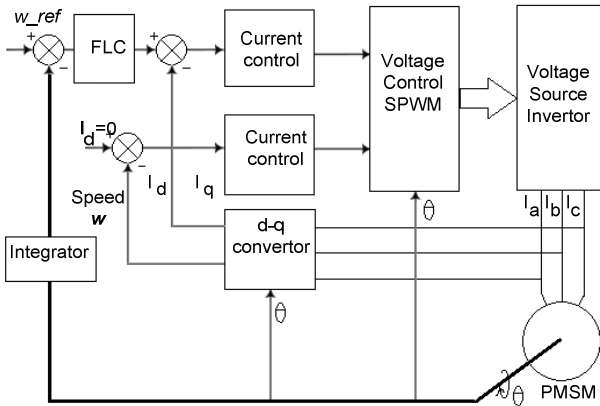 w_ref
+
−
FLC
+
−
Current
control
Voltage
Control
SPWM
Voltage
Source
Invertor
I_d=0
+
−
Current
control
I_d
I_q
Speed
w
θ
I_a
I_b
I_c
d-q
convertor
Integrator
θ
θ
PMSM